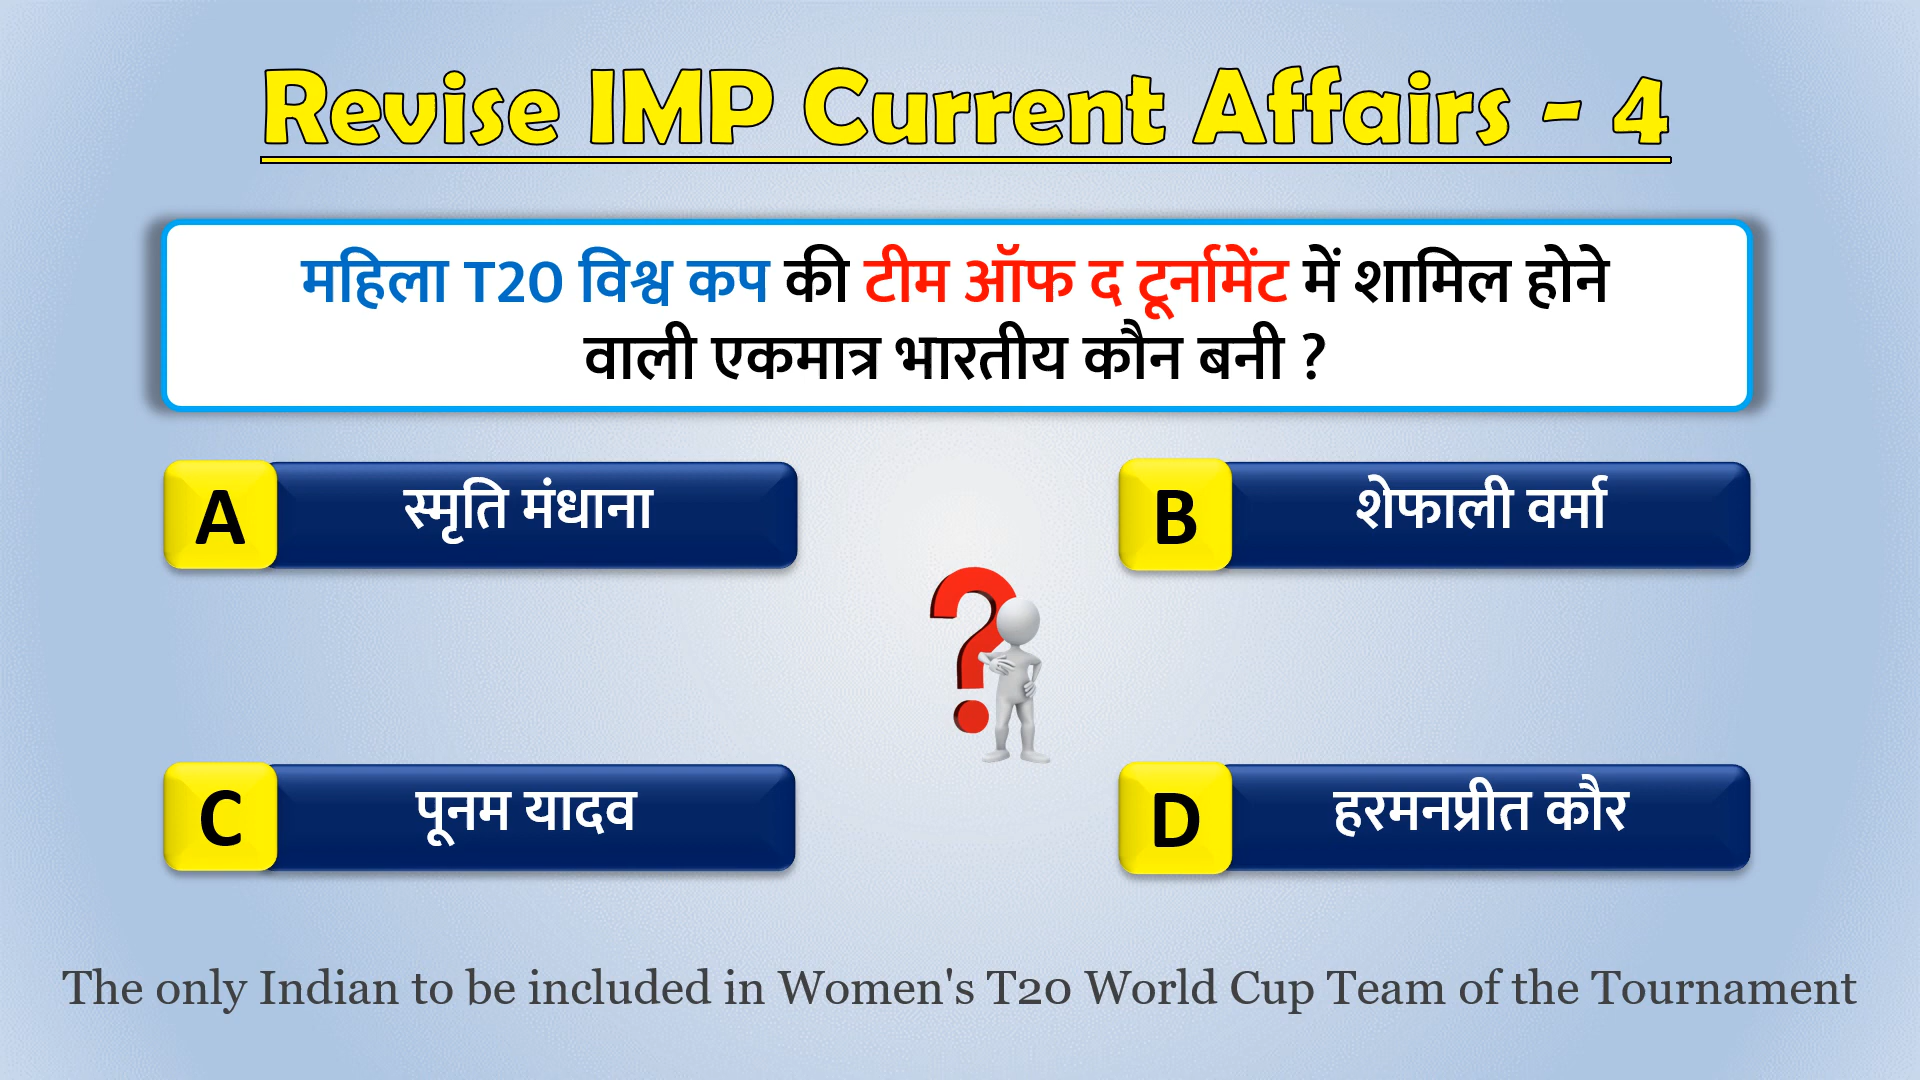 Revise IMP Current Affairs - 4
महिला T20 विश्व कप की टीम ऑफ द टूर्नामेंट में शामिल होने
वाली एकमात्र भारतीय कौन बनी ?
A स्मृति मंधाना
B शेफाली वर्मा
C पूनम यादव
D हरमनप्रीत कौर
The only Indian to be included in Women's T20 World Cup Team of the Tournament